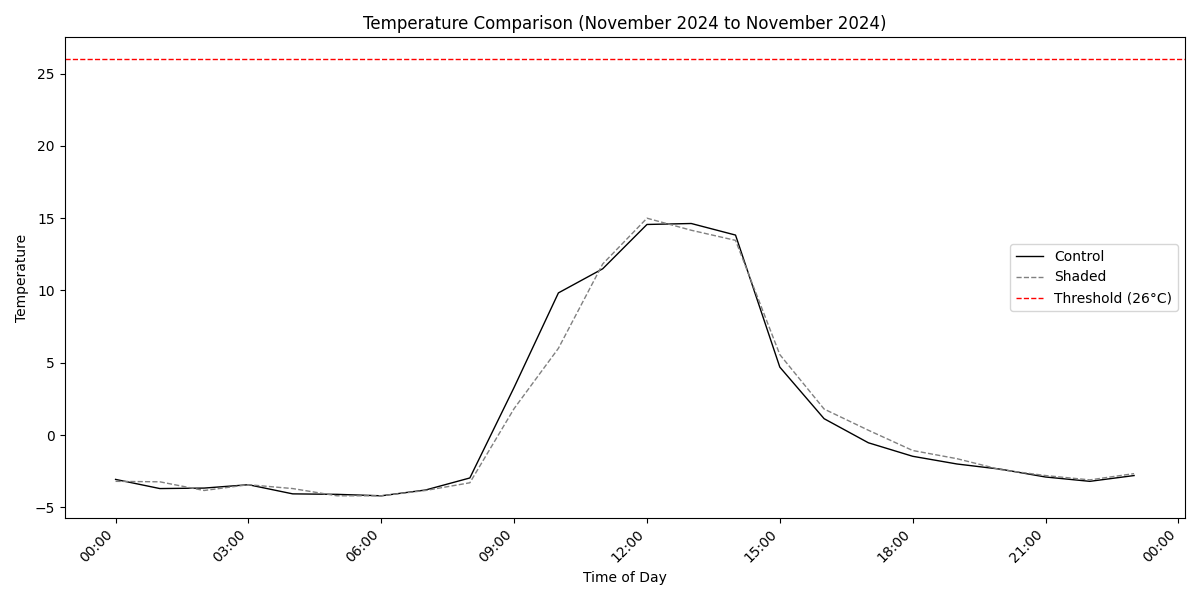 Temperature Comparison (November 2024 to November 2024)
25
20
15
10
5
0
−5
Temperature
Control
Shaded
Threshold (26°C)
00:00
03:00
06:00
09:00
12:00
15:00
18:00
21:00
00:00
Time of Day